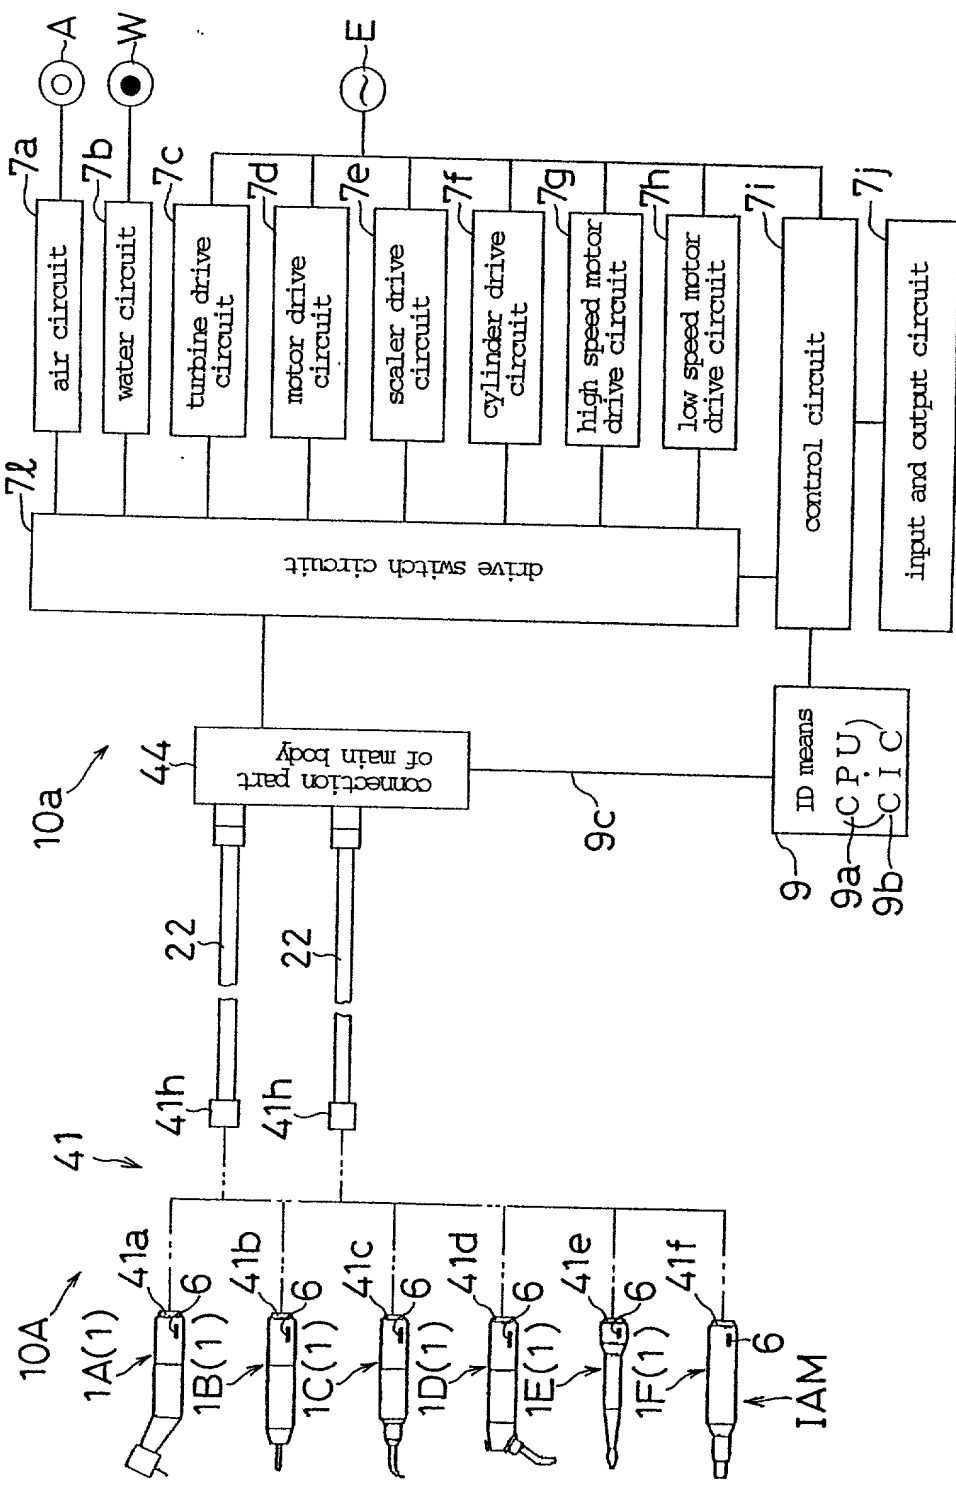 A
W
E
7a
7b
7c
7d
7e
7f
7g
7h
7i
7j
air circuit
water circuit
turbine drive
circuit
motor drive
circuit
scaler drive
circuit
cylinder drive
circuit
high speed motor
drive circuit
low speed motor
drive circuit
control circuit
input and output circuit
7ℓ
drive switch circuit
10a
44
connection part
of main body
9c
ID means
9
CPU
CIC
9a
9b
22
22
41h
41h
41
10A
1A(1)
41a
6
1B(1)
41b
6
1C(1)
41c
6
1D(1)
41d
6
1E(1)
41e
6
1F(1)
41f
6
IAM